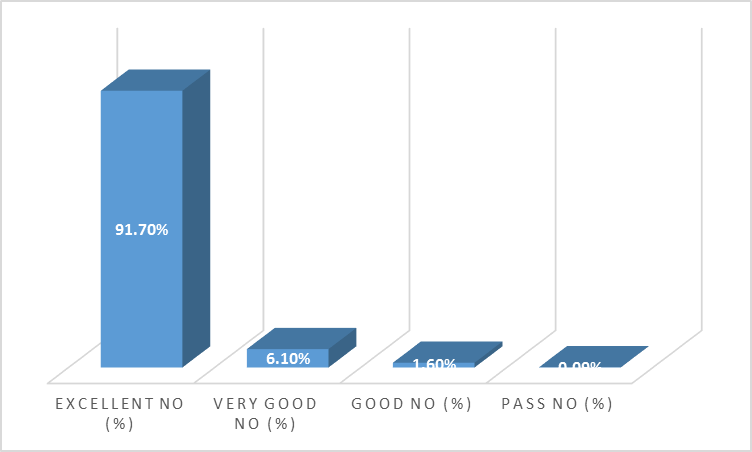 91.70%
6.10%
1.60%
EXCELLENT NO
(%)
VERY GOOD
NO (%)
GOOD NO (%)
PASS NO (%)